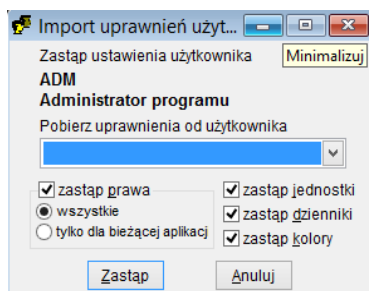 Import uprawnień użyt...
Zastąp ustawienia użytkownika
Minimalizuj
ADM
Administrator programu
Pobierz uprawnienia od użytkownika
zastąp prawa
wszystkie
tylko dla bieżącej aplikacj
zastąp jednostki
zastąp dzienniki
zastąp kolory
Zastąp
Anuluj